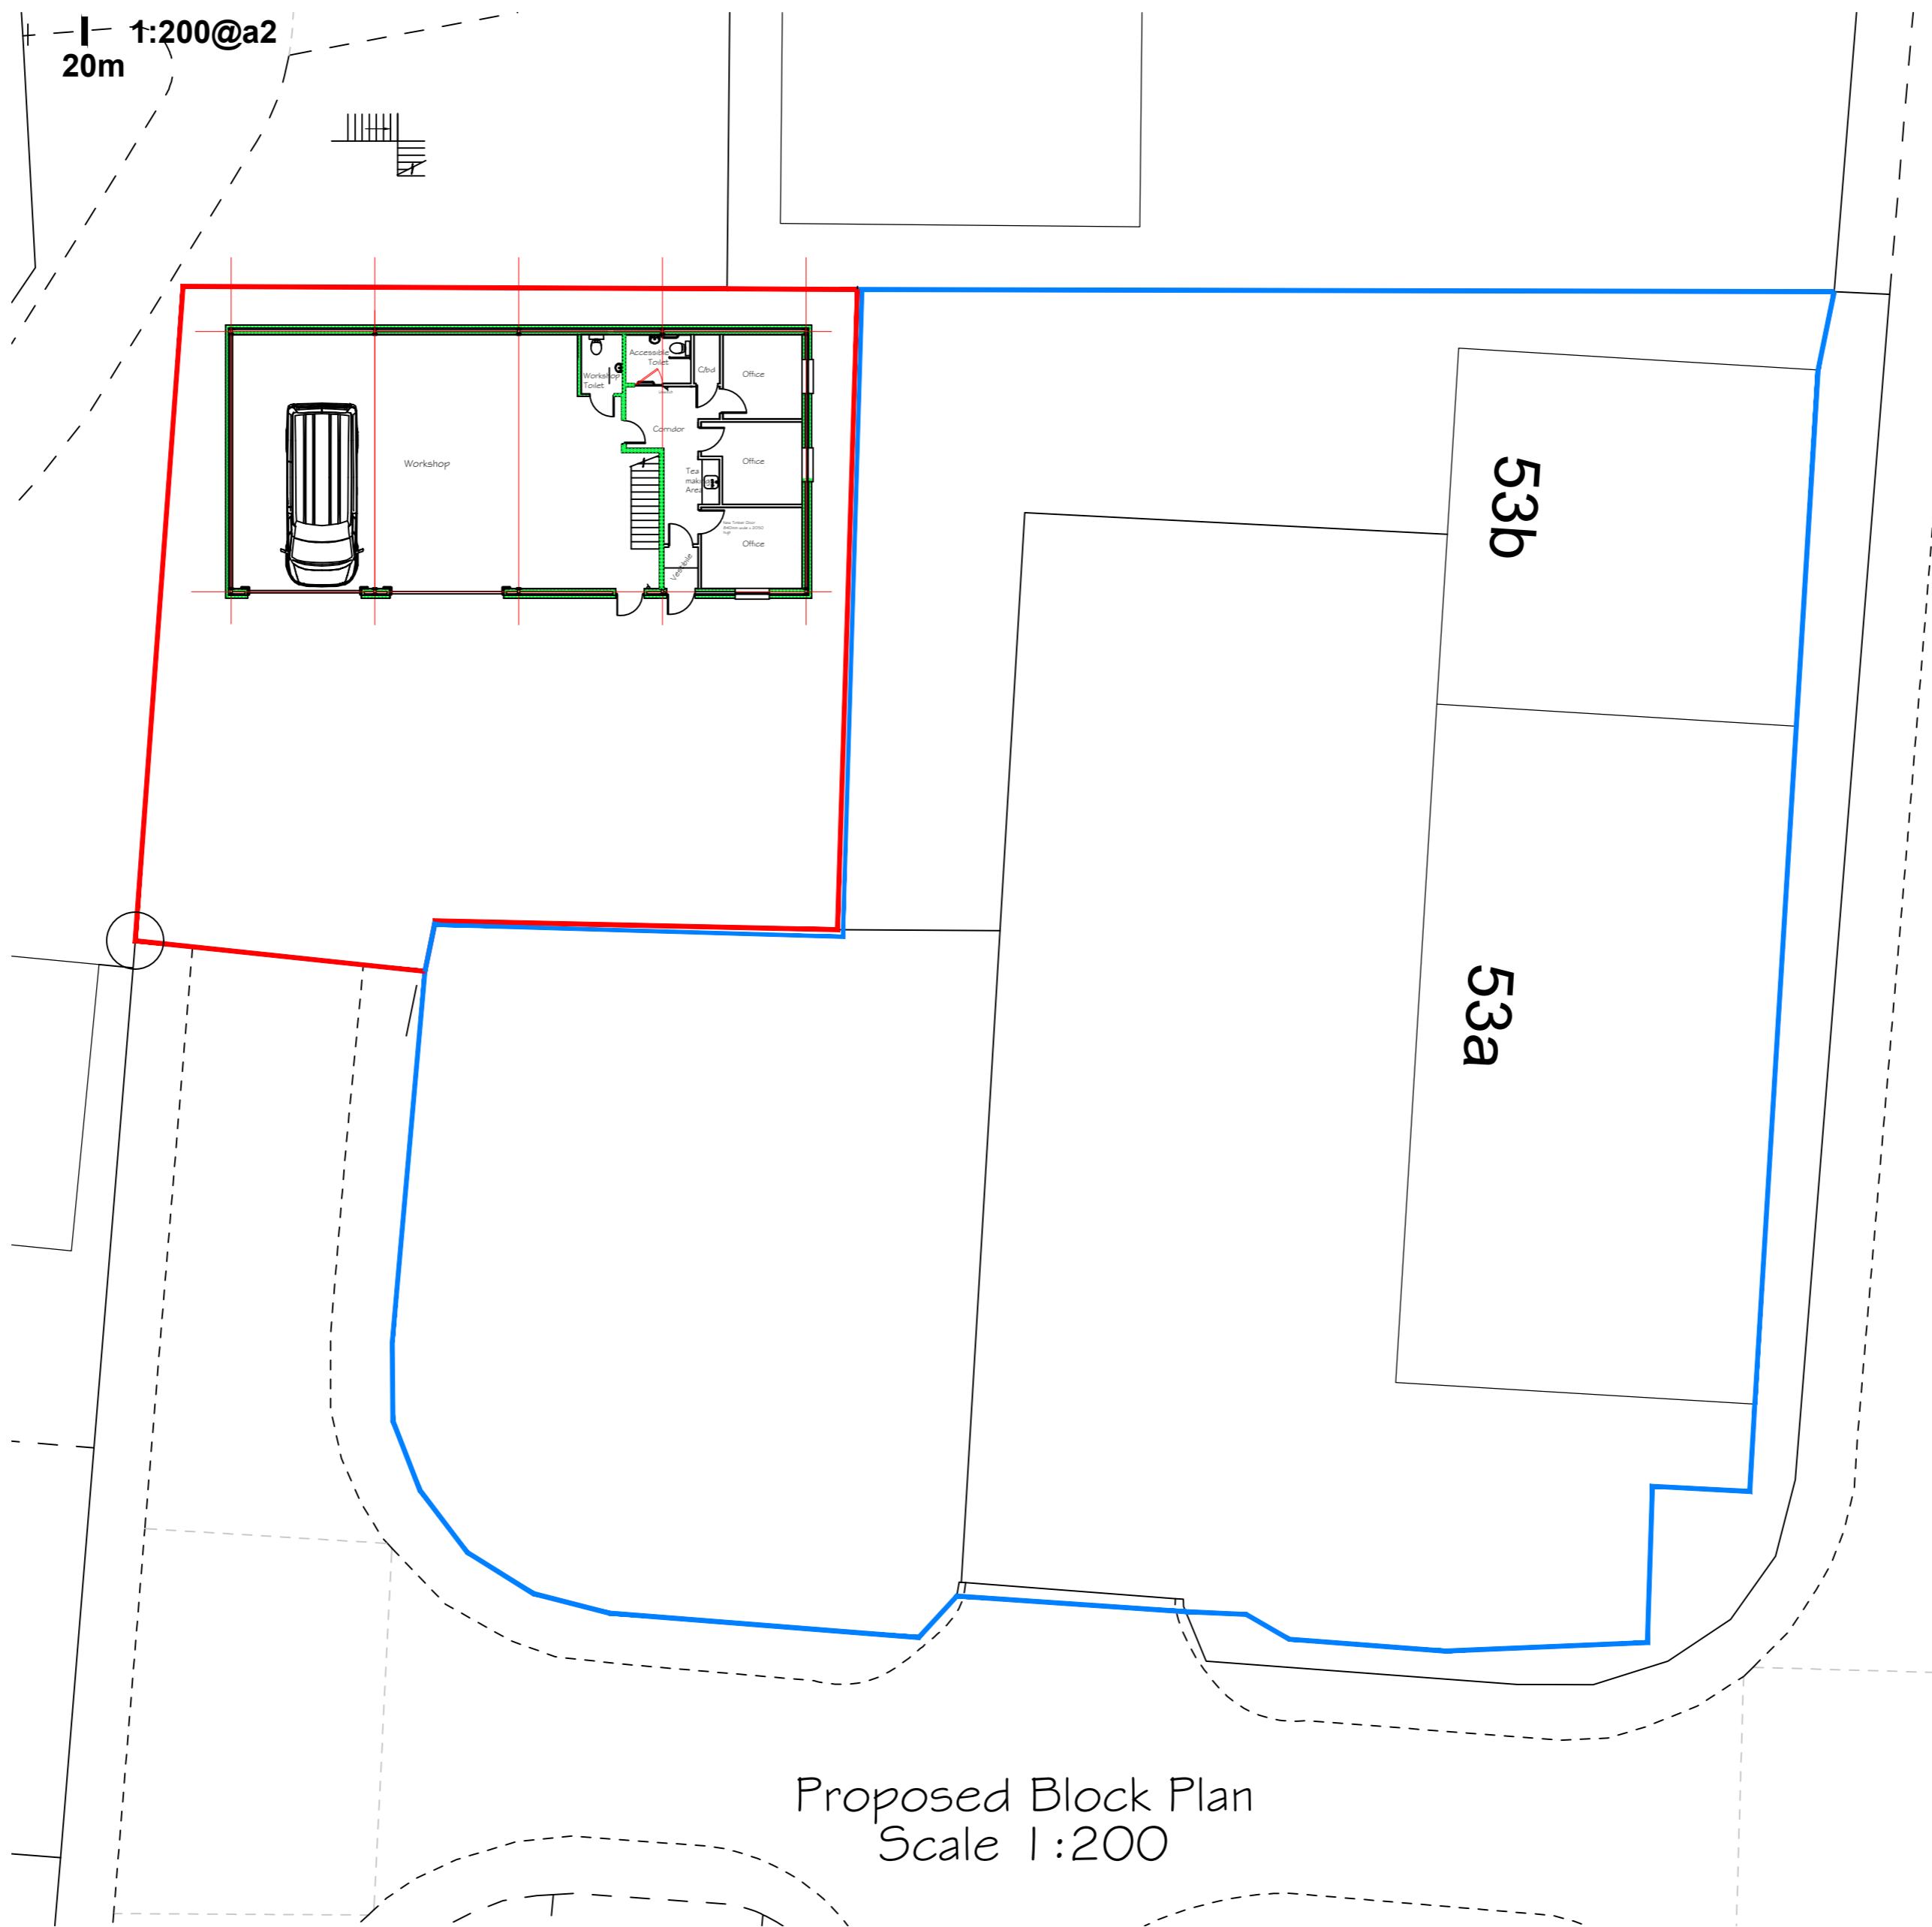 1:200@a2
20m
Accessible
Toilet
C/bd
Office
Workshop
Toilet
Corridor
Workshop
Office
Tea
making
Area
Office
Vestibule
53b
53a
Proposed Block Plan
Scale 1:200